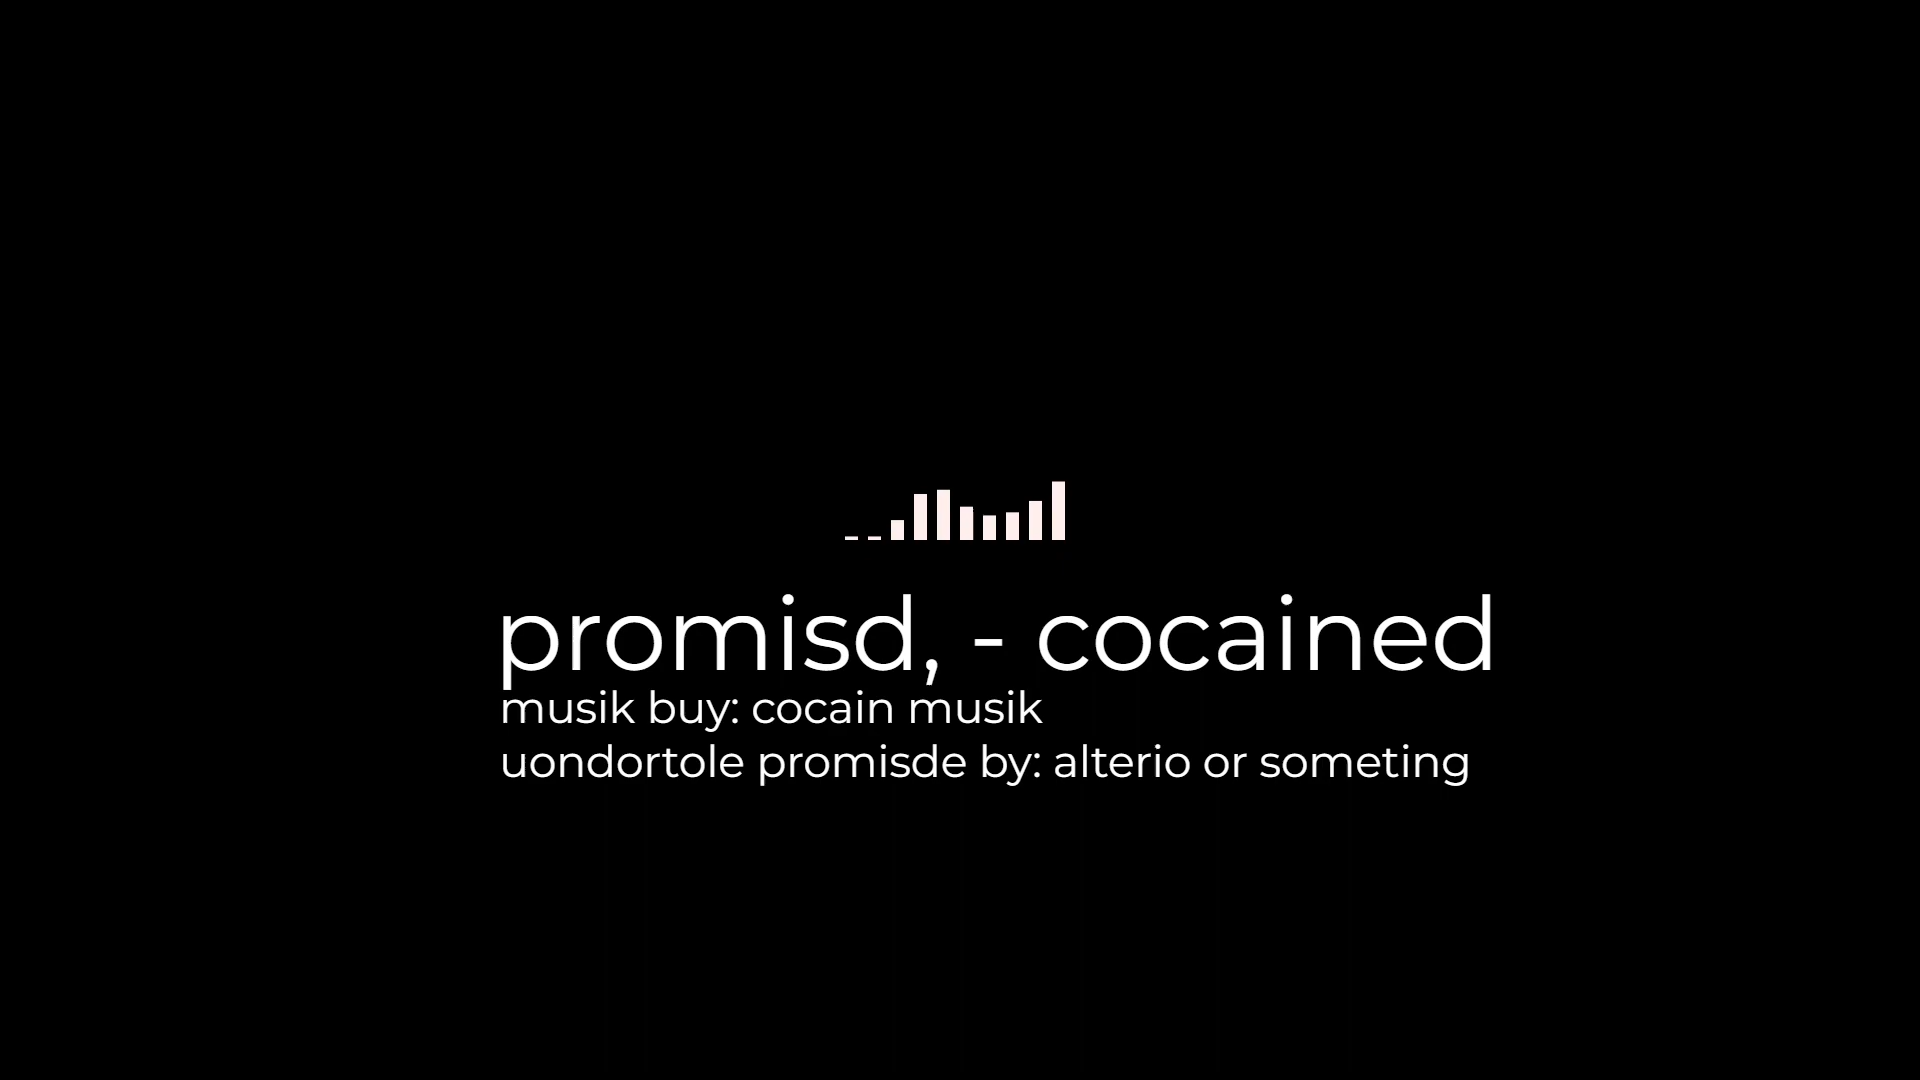 promisd, - cocained
musik buy: cocain musik
uondortole promisde by: alterio or someting